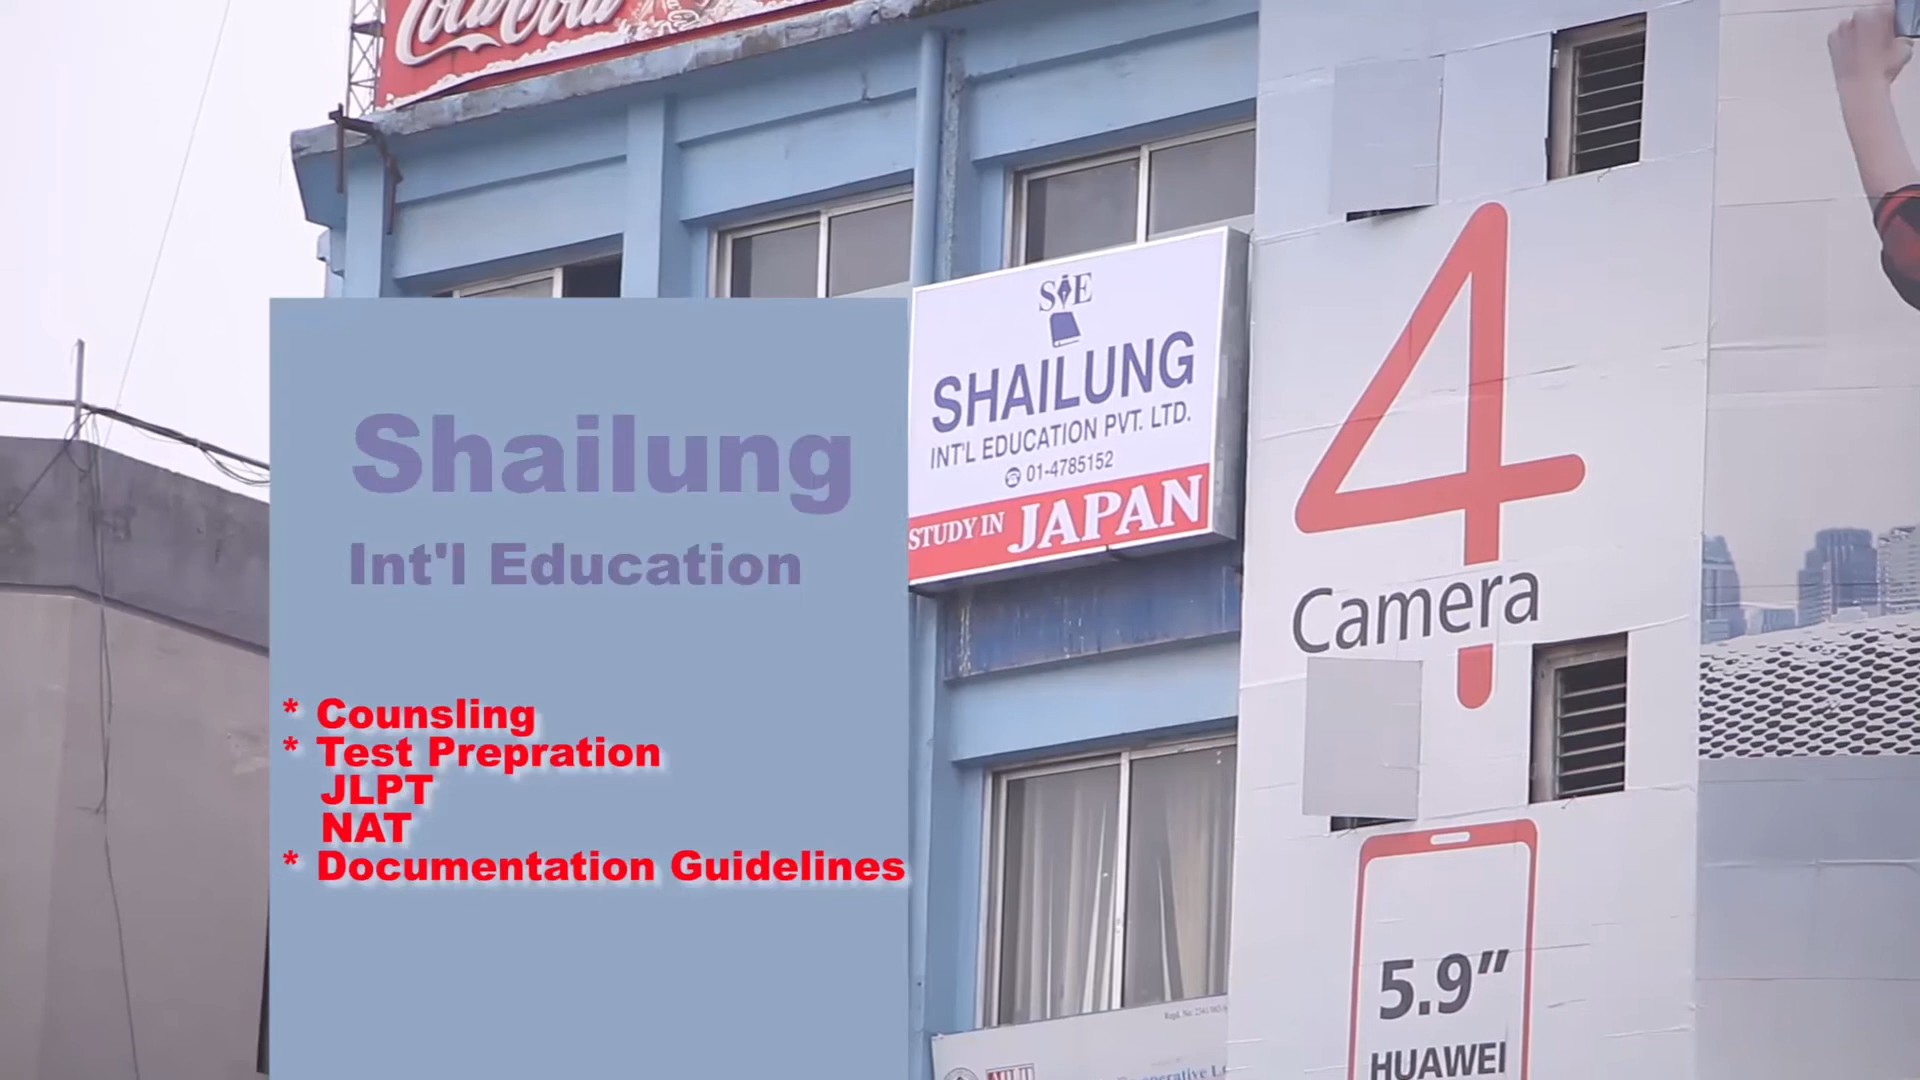 Coca-Cola
Shailung
Int'l Education
* Counsling
* Test Prepration
JLPT
NAT
* Documentation Guidelines
SIE
SHAILUNG
INT'L EDUCATION PVT. LTD.
☎ 01-4785152
STUDY IN JAPAN
4
Camera
5.9"
HUAWEI